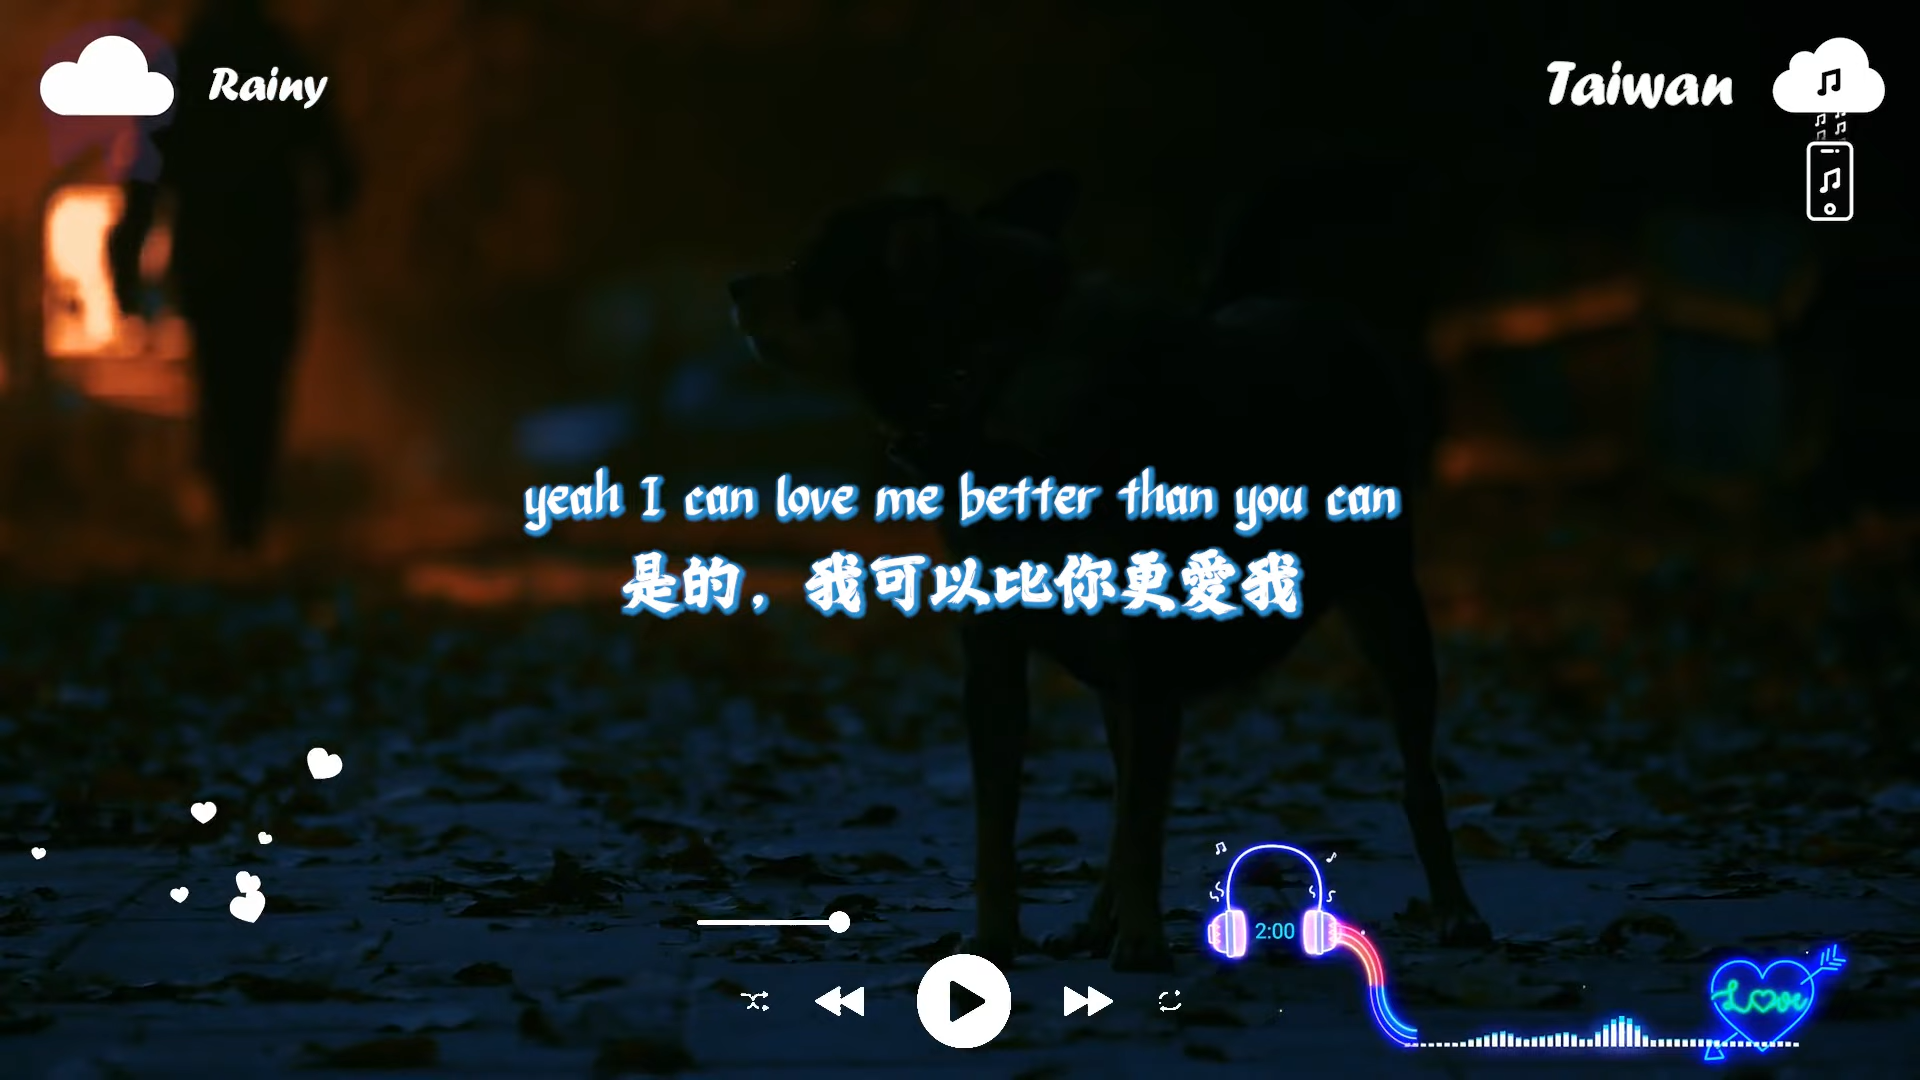 Rainy
Taiwan
yeah I can love me better than you can
是的，我可以比你更愛我
2:00
Love